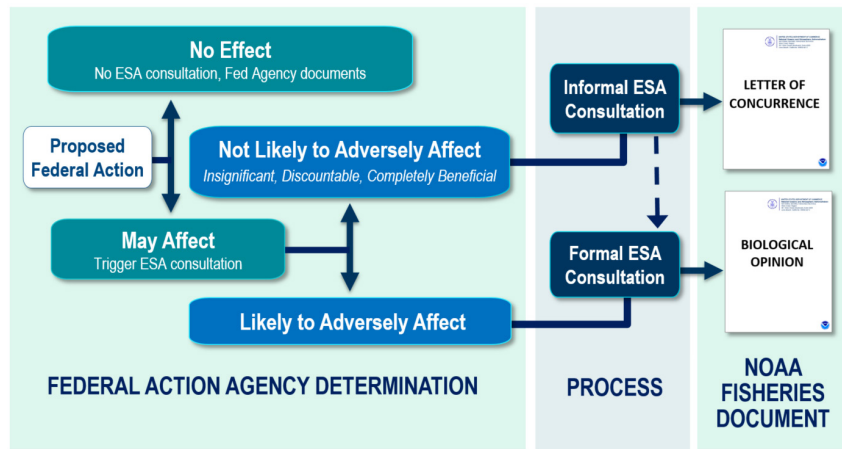 No Effect
No ESA consultation, Fed Agency documents
Proposed
Federal Action
Not Likely to Adversely Affect
Insignificant, Discountable, Completely Beneficial
May Affect
Trigger ESA consultation
Likely to Adversely Affect
FEDERAL ACTION AGENCY DETERMINATION
Informal ESA
Consultation
Formal ESA
Consultation
PROCESS
LETTER OF
CONCURRENCE
BIOLOGICAL
OPINION
NOAA
FISHERIES
DOCUMENT